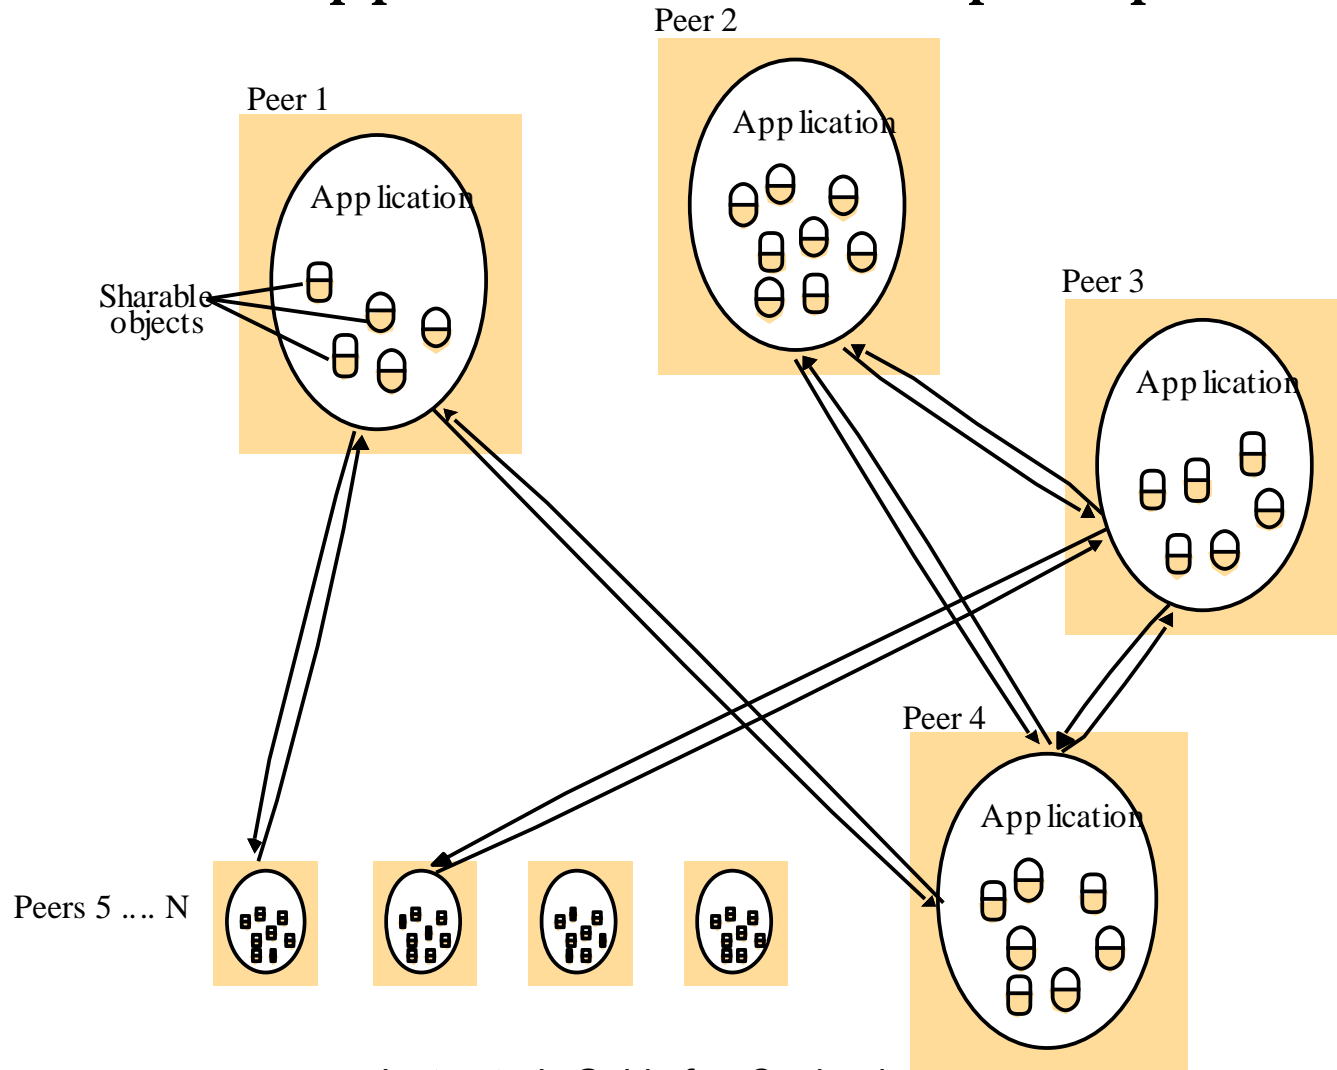 Peer 2
Peer 1
Application
Application
Peer 3
Sharable
objects
Application
Peer 4
Application
Peers 5 .... N